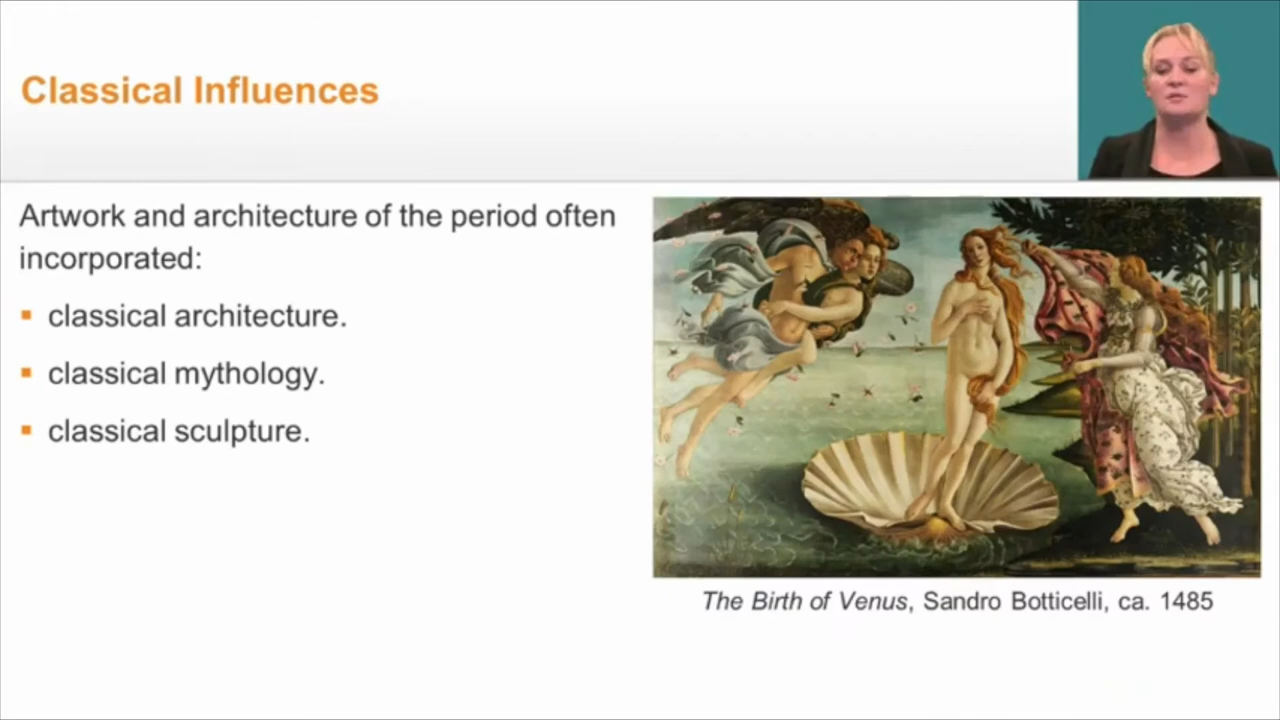 Classical Influences
Artwork and architecture of the period often
incorporated:
▪ classical architecture.
▪ classical mythology.
▪ classical sculpture.
The Birth of Venus, Sandro Botticelli, ca. 1485